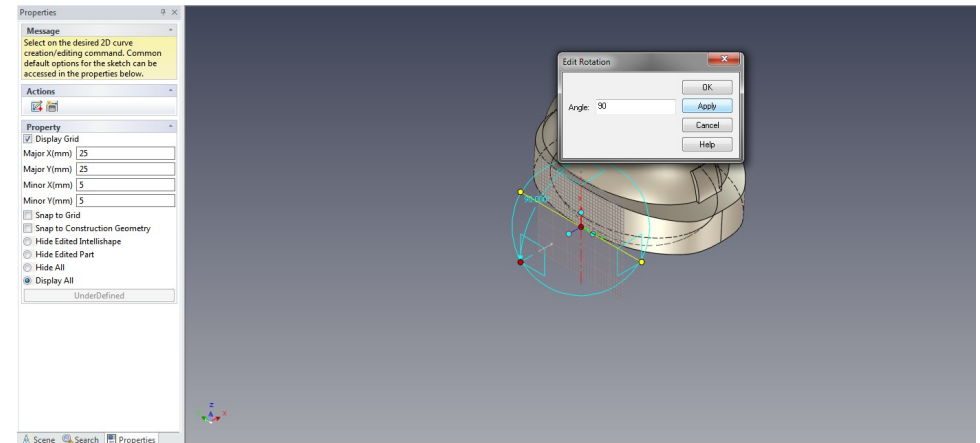 Properties
Message
Select on the desired 2D curve
creation/editing command. Common
default options for the sketch can be
accessed in the properties below.
Actions
Property
Display Grid
Major X(mm) 25
Major Y(mm) 25
Minor X(mm) 5
Minor Y(mm) 5
Snap to Grid
Snap to Construction Geometry
Hide Edited Intellishape
Hide Edited Part
Hide All
Display All
UnderDefined
Scene Search Properties
Edit Rotation
OK
Angle: 90 Apply
Cancel
Help
90.000
Z
X